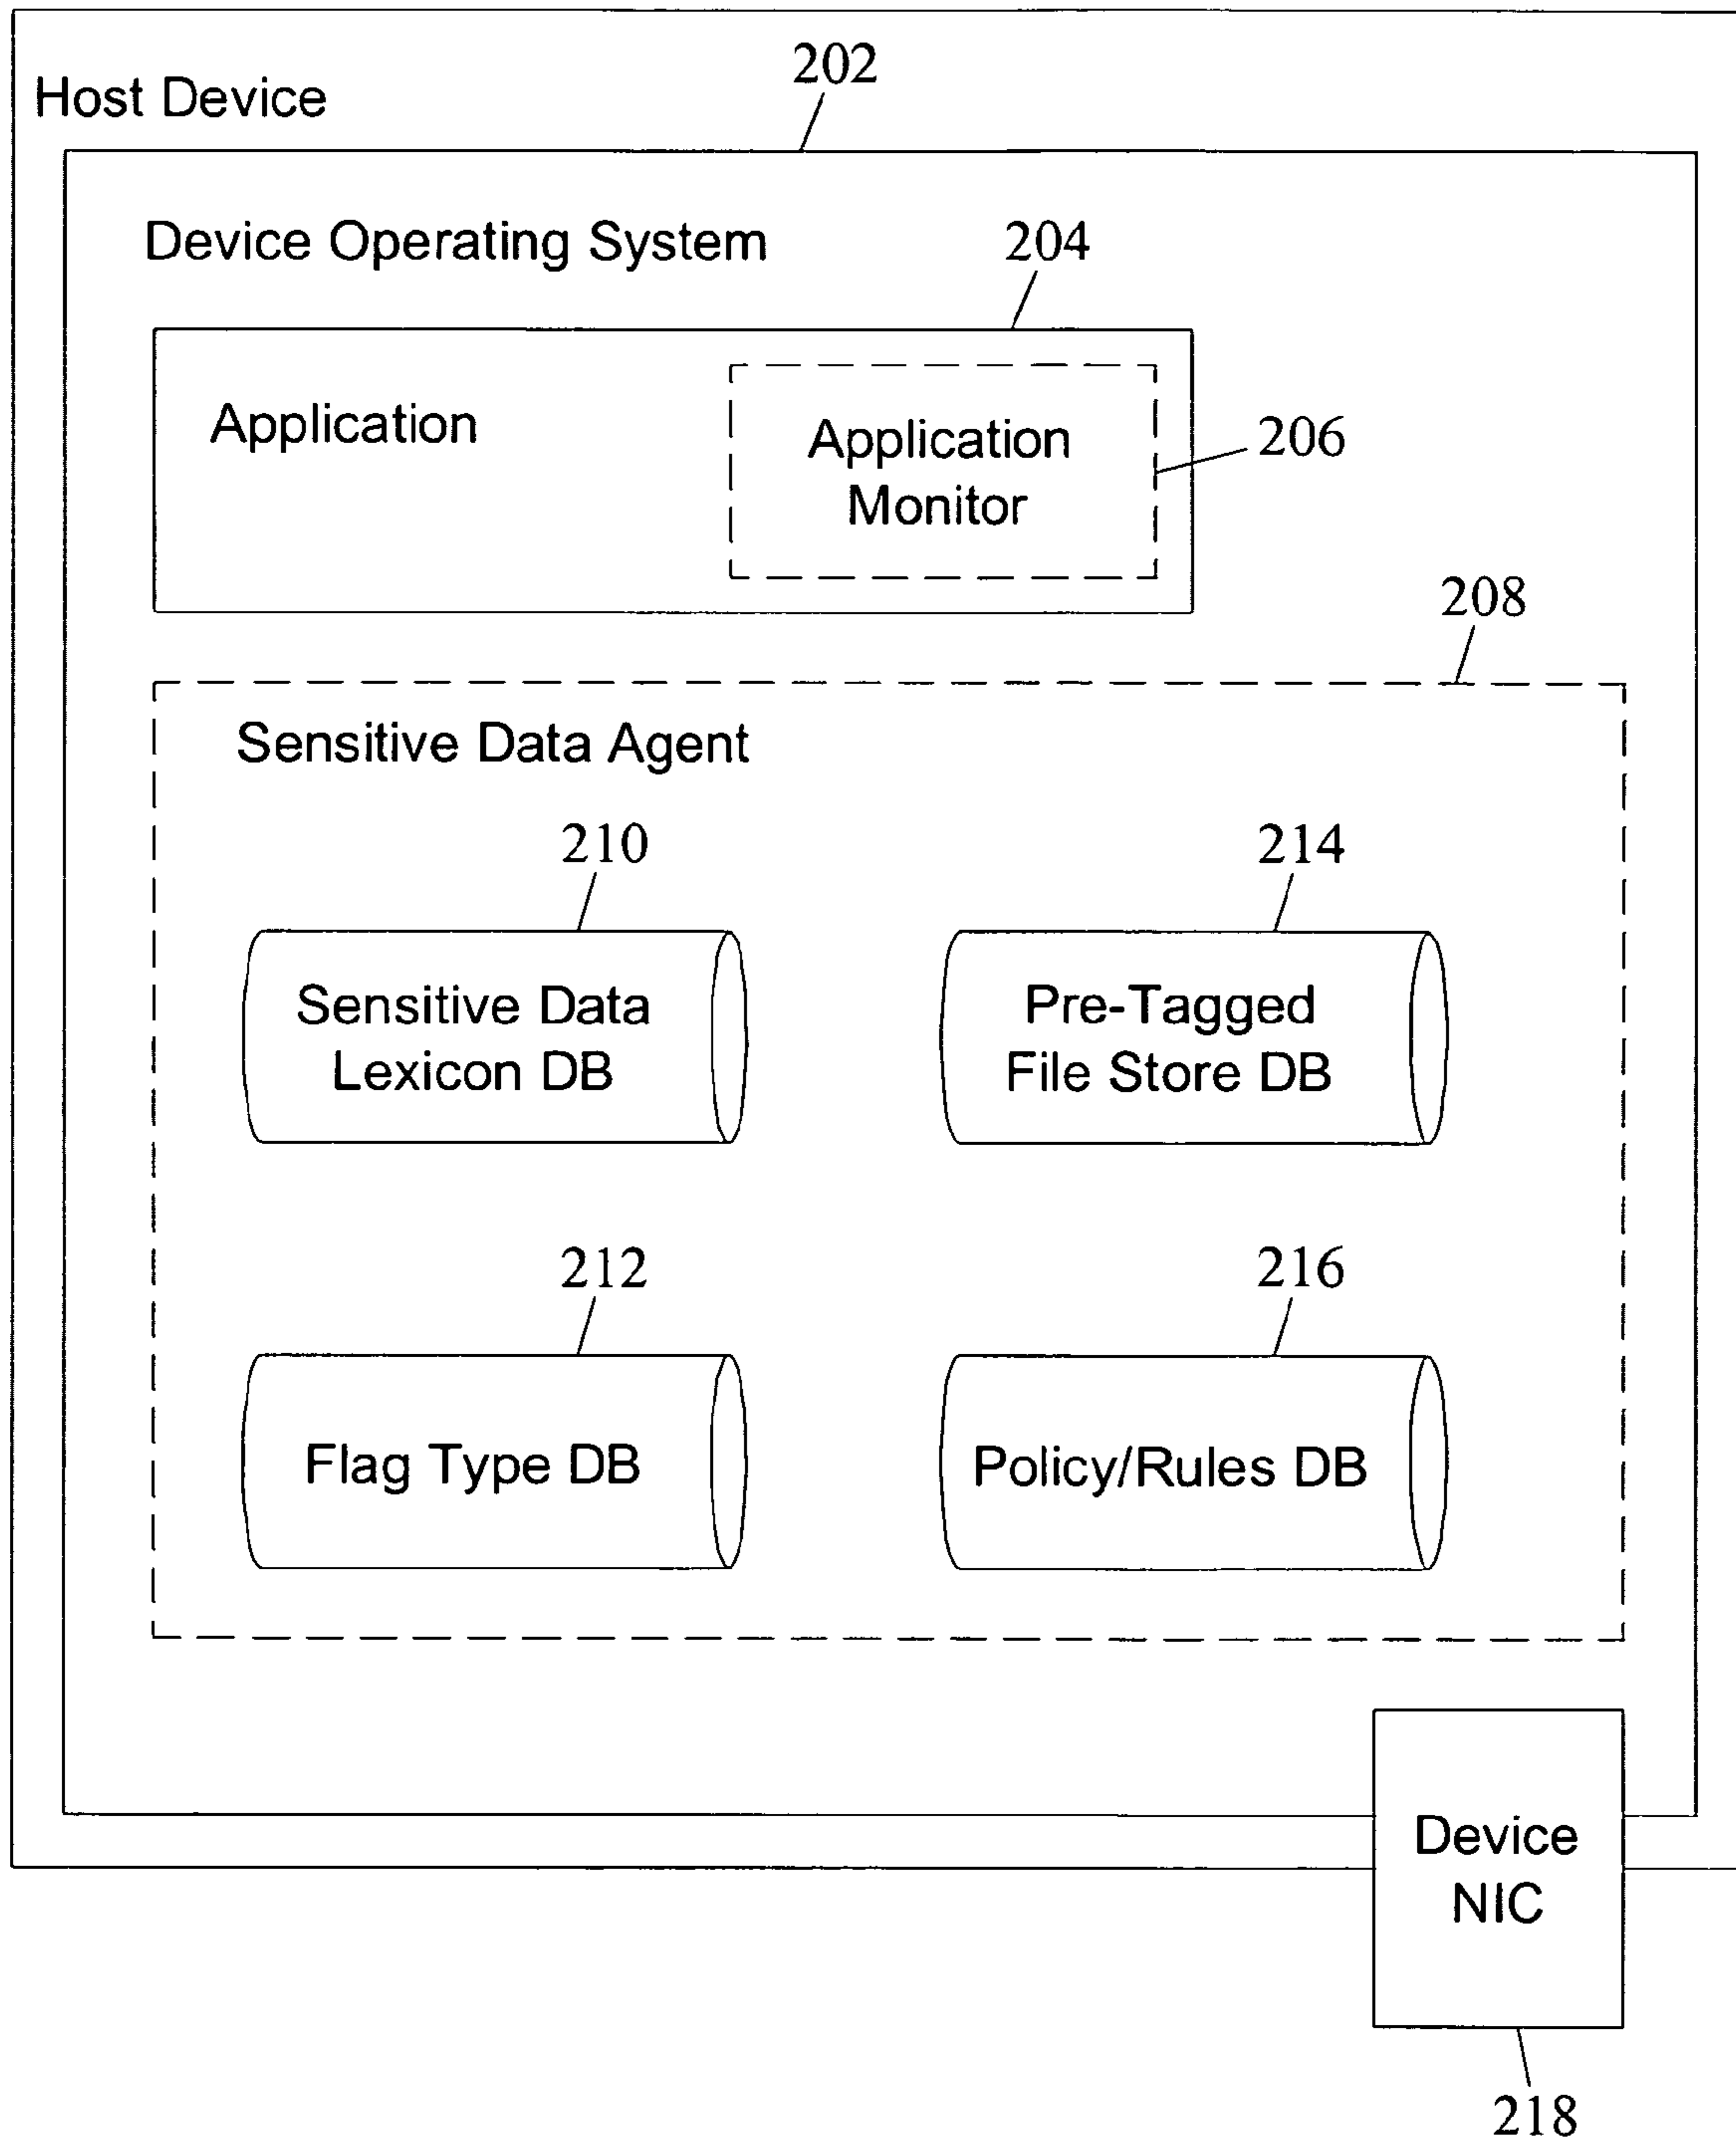 202
Host Device
Device Operating System
204
Application
Application
Monitor
206
208
Sensitive Data Agent
210
214
Sensitive Data
Lexicon DB
Pre-Tagged
File Store DB
212
216
Flag Type DB
Policy/Rules DB
Device
NIC
218